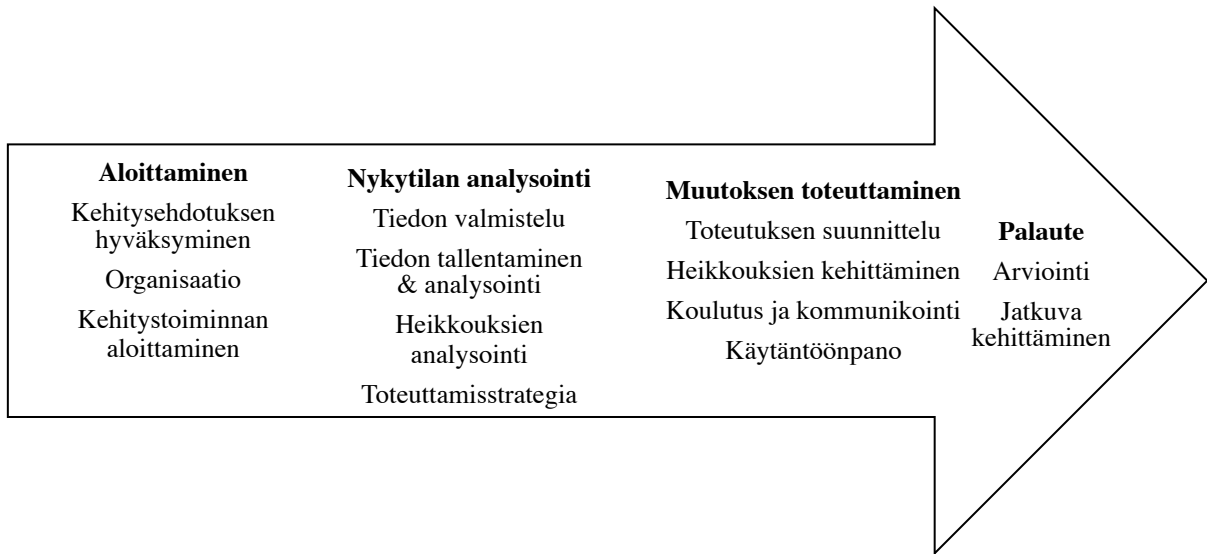 Aloittaminen
Kehitysehdotuksen
hyväksyminen
Organisaatio
Kehitystoiminnan
aloittaminen
Nykytilan analysointi
Tiedon valmistelu
Tiedon tallentaminen
& analysointi
Heikkouksien
analysointi
Toteuttamisstrategia
Muutoksen toteuttaminen
Toteutuksen suunnittelu
Heikkouksien kehittäminen
Koulutus ja kommunikointi
Käytäntöönpano
Palaute
Arviointi
Jatkuva
kehittäminen